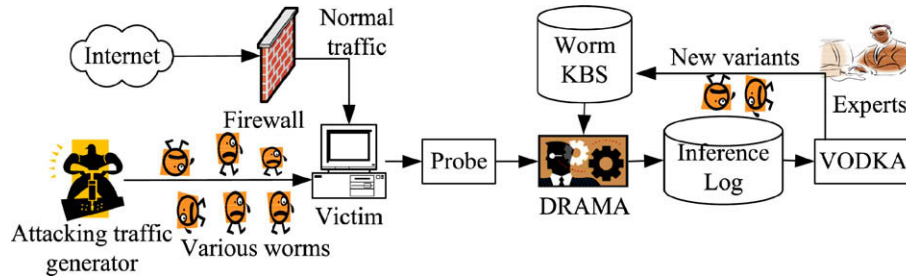 Internet
Normal
traffic
Firewall
Attacking traffic
generator
Various worms
Victim
Probe
Worm
KBS
DRAMA
New variants
Inference
Log
Experts
VODKA